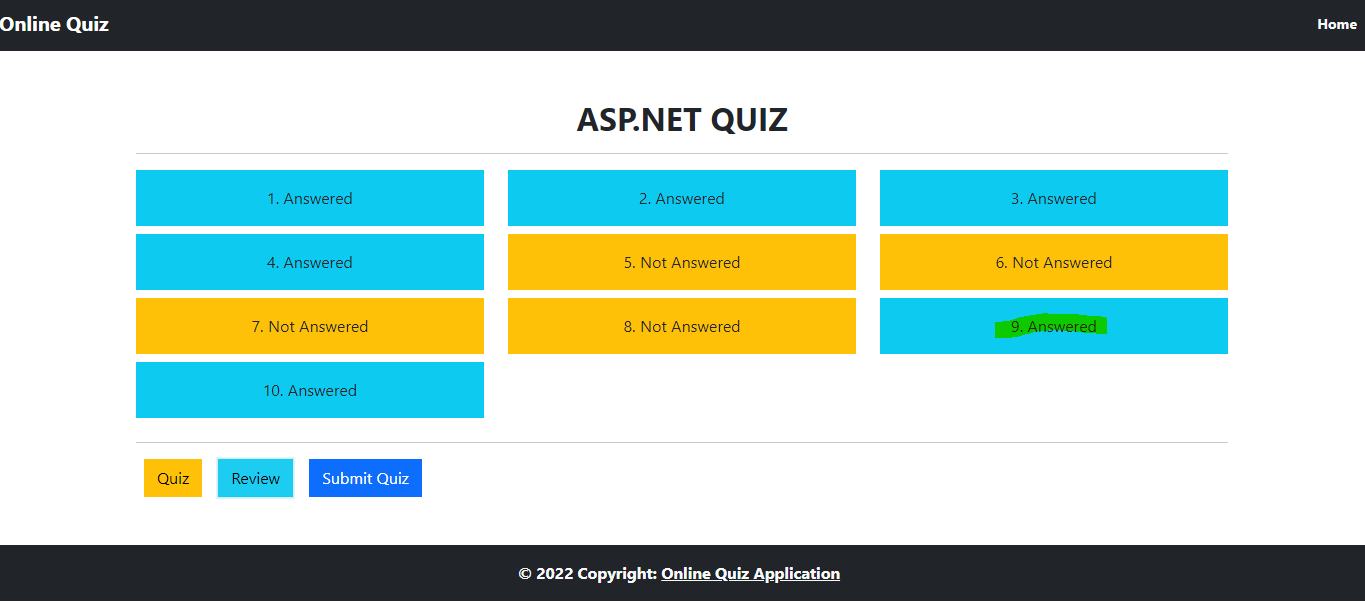 Online Quiz Home
ASP.NET QUIZ
1. Answered 2. Answered 3. Answered
4. Answered 5. Not Answered 6. Not Answered
7. Not Answered 8. Not Answered 9. Answered
10. Answered
Quiz Review Submit Quiz
© 2022 Copyright: Online Quiz Application